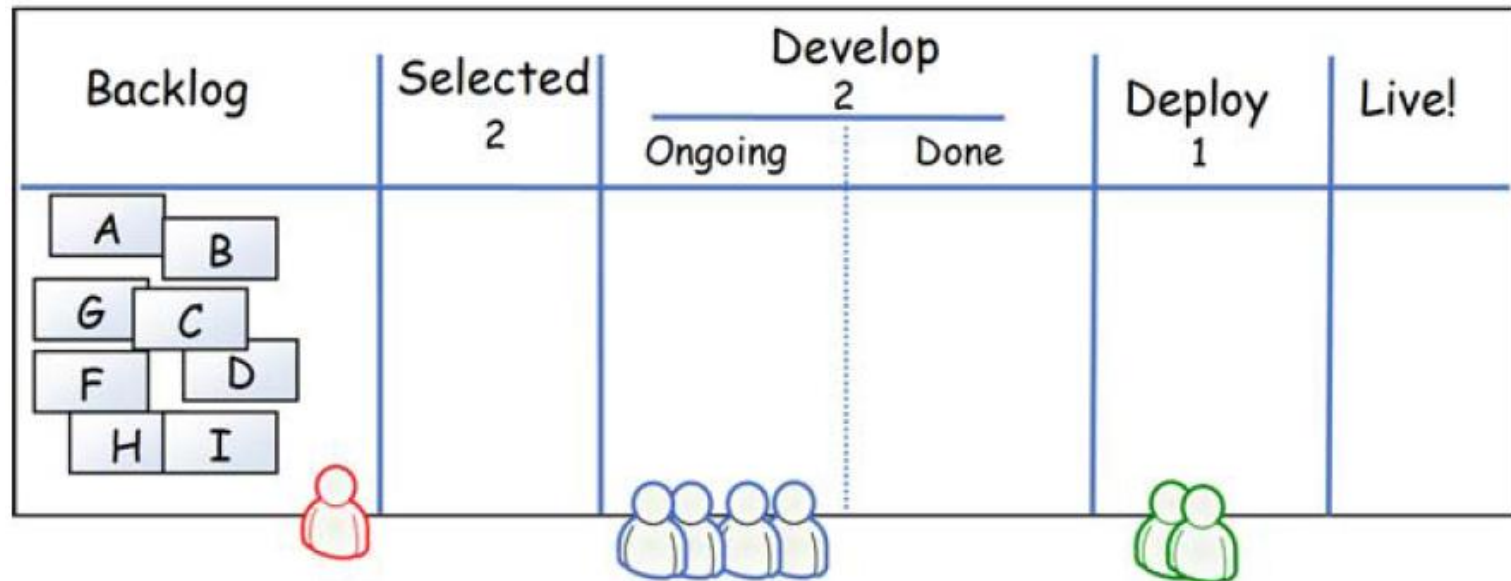 Backlog
Selected
2
Develop
2
Ongoing
Done
Deploy
1
Live!
A
B
G
C
F
D
H
I